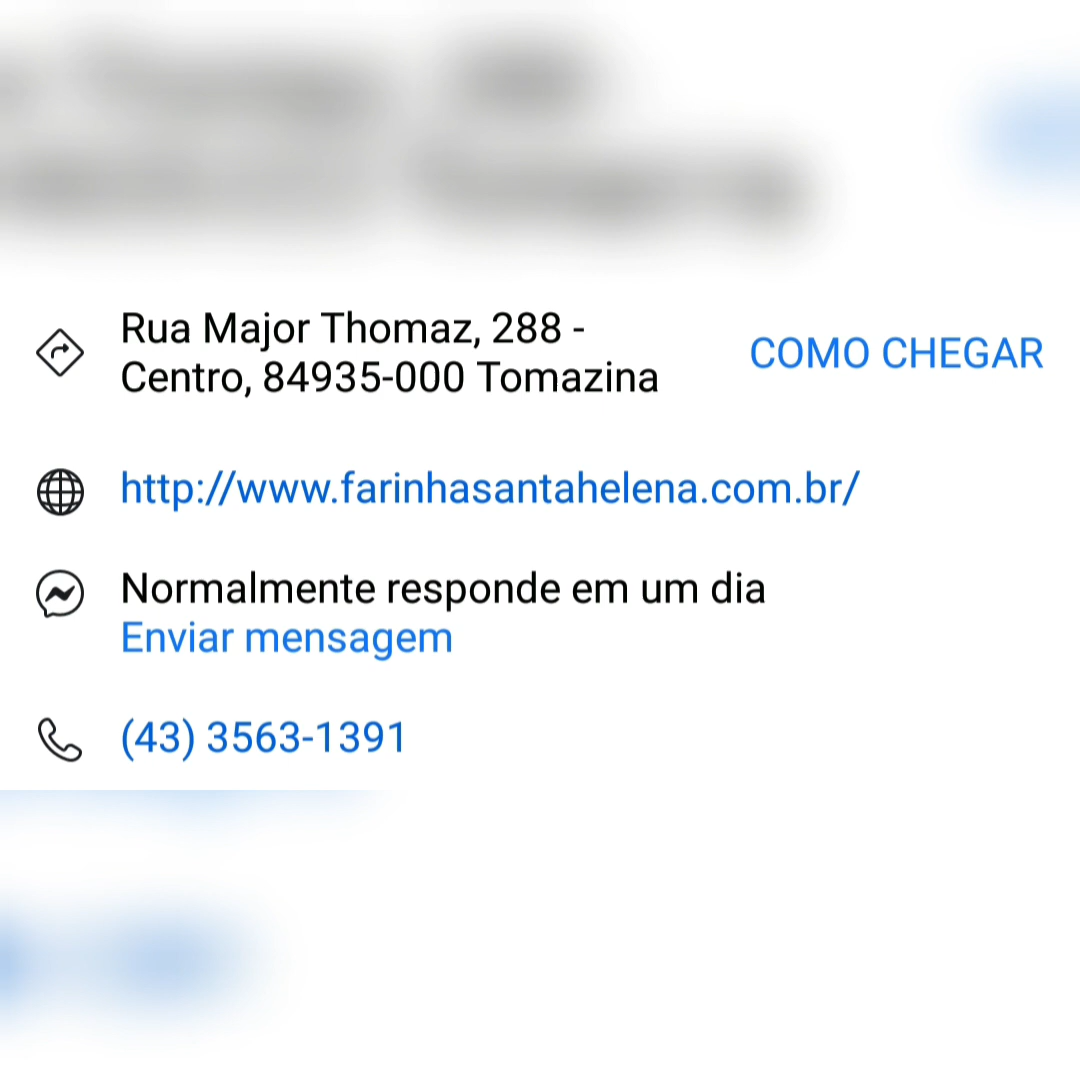 Rua Major Thomaz, 288 -
Centro, 84935-000 Tomazina
COMO CHEGAR
http://www.farinhasantahelena.com.br/
Normalmente responde em um dia
Enviar mensagem
(43) 3563-1391